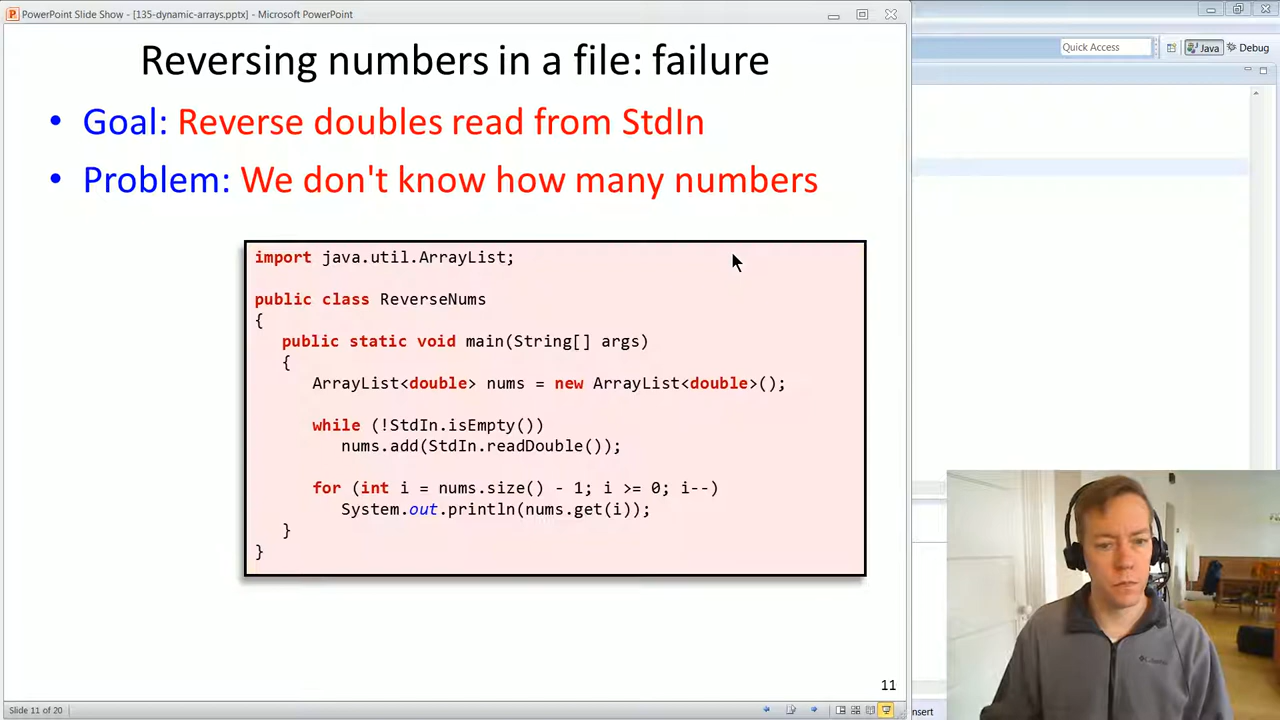 PowerPoint Slide Show - [135-dynamic-arrays.pptx] - Microsoft PowerPoint
Quick Access
Java
Debug
Reversing numbers in a file: failure
• Goal: Reverse doubles read from StdIn
• Problem: We don't know how many numbers
import java.util.ArrayList;
public class ReverseNums
{
public static void main(String[] args)
{
ArrayList<double> nums = new ArrayList<double>();
while (!StdIn.isEmpty())
nums.add(StdIn.readDouble());
for (int i = nums.size() - 1; i >= 0; i--)
System.out.println(nums.get(i));
}
}
Columbia
11
Slide 11 of 20
nsert